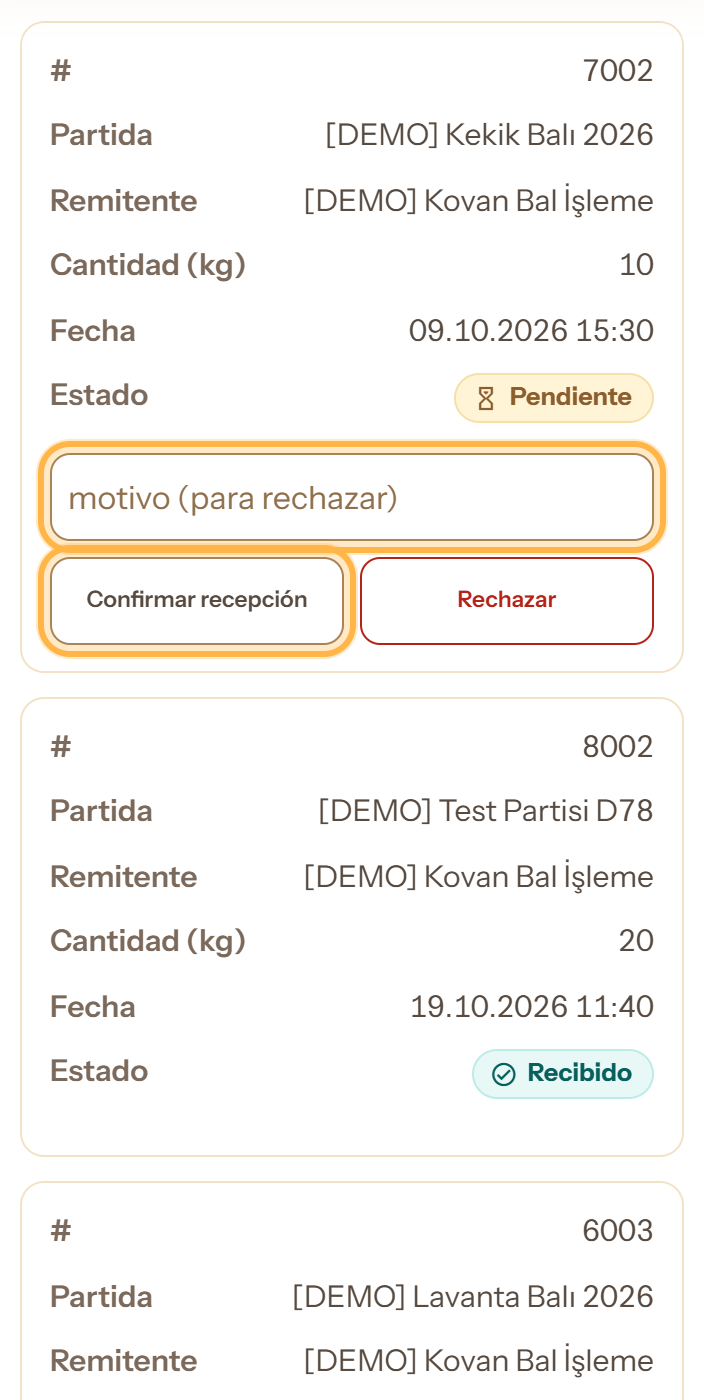 # 7002
Partida [DEMO] Kekik Balı 2026
Remitente [DEMO] Kovan Bal İşleme
Cantidad (kg) 10
Fecha 09.10.2026 15:30
Estado Pendiente
motivo (para rechazar)
Confirmar recepción Rechazar
# 8002
Partida [DEMO] Test Partisi D78
Remitente [DEMO] Kovan Bal İşleme
Cantidad (kg) 20
Fecha 19.10.2026 11:40
Estado Recibido
# 6003
Partida [DEMO] Lavanta Balı 2026
Remitente [DEMO] Kovan Bal İşleme